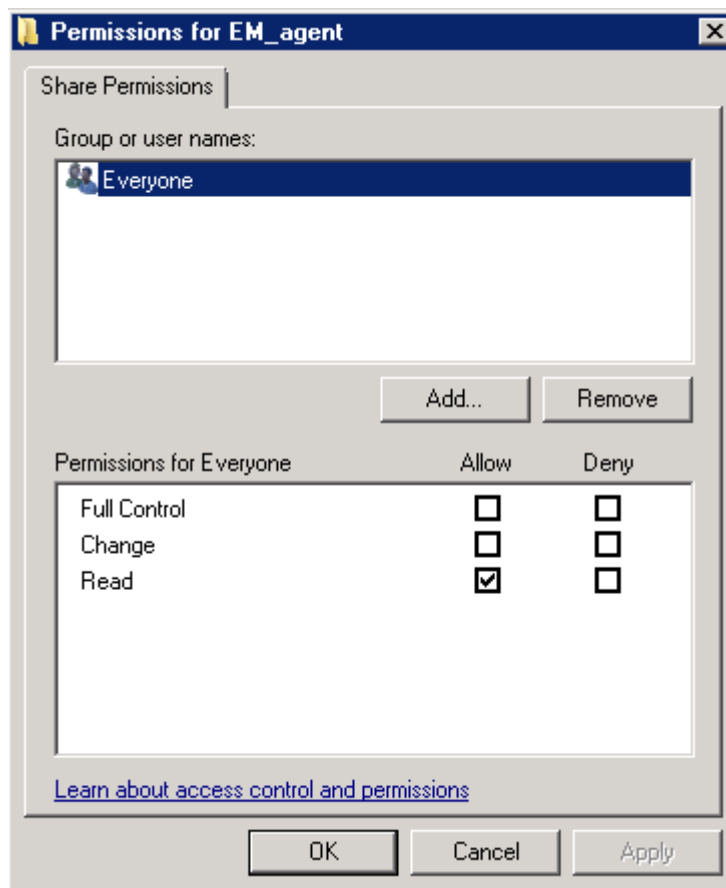 Permissions for EM_agent
Share Permissions
Group or user names:
Everyone
Add... Remove
Permissions for Everyone Allow Deny
Full Control
Change
Read
Learn about access control and permissions
OK Cancel Apply